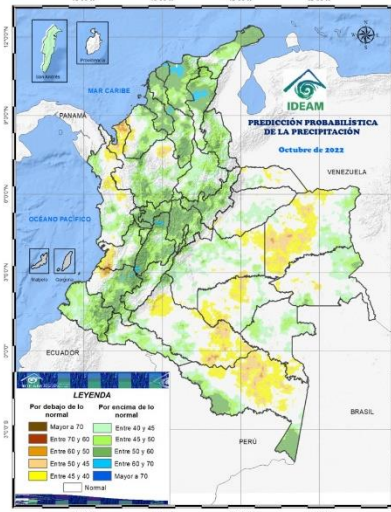 San Andrés
Providencia
MAR CARIBE
IDEAM
PREDICCIÓN PROBABILÍSTICA
DE LA PRECIPITACIÓN
Octubre de 2022
PANAMÁ
VENEZUELA
OCÉANO PACÍFICO
Malpelo
Gorgona
ECUADOR
BRASIL
PERÚ
LEYENDA
Por debajo de lo normal
Por encima de lo normal
Mayor a 70
Entre 40 y 45
Entre 70 y 60
Entre 45 y 50
Entre 60 y 50
Entre 50 y 60
Entre 50 y 45
Entre 60 y 70
Entre 45 y 40
Mayor a 70
Normal